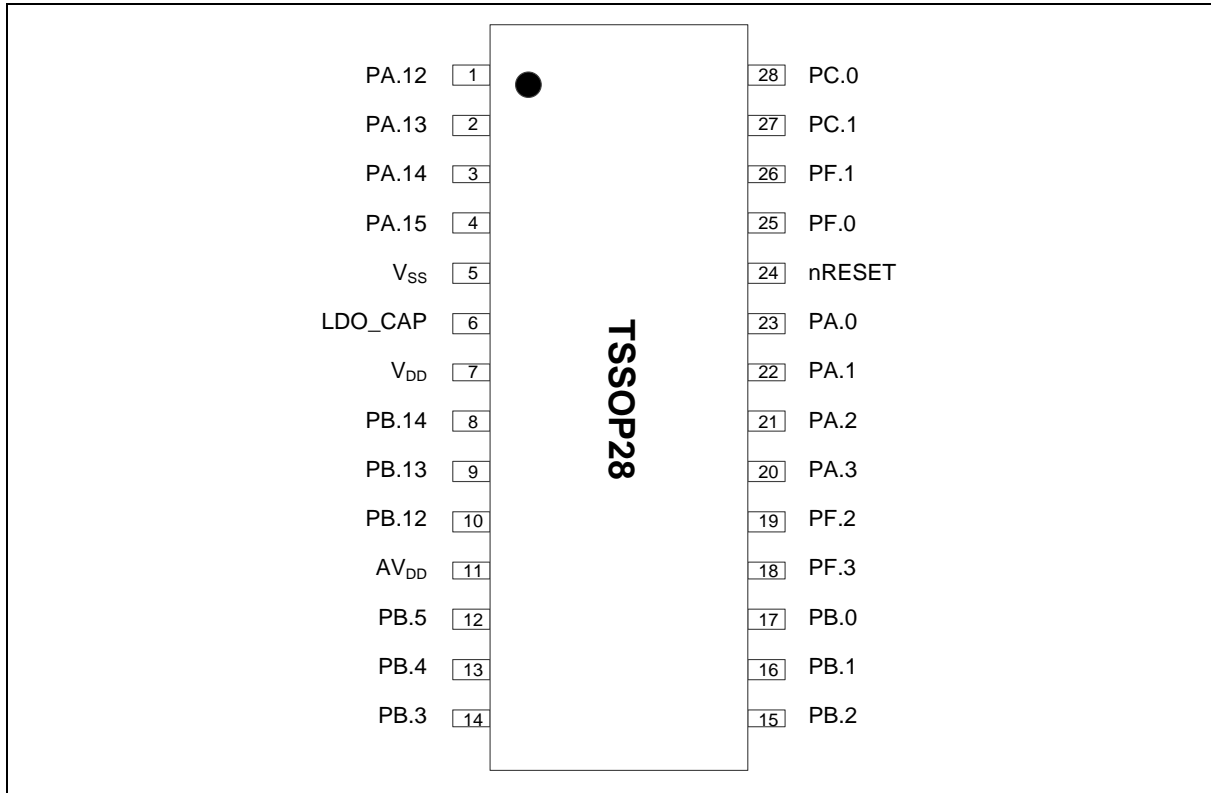 PA.12 1 28 PC.0
PA.13 2 27 PC.1
PA.14 3 26 PF.1
PA.15 4 25 PF.0
VSS 5 24 nRESET
LDO_CAP 6 23 PA.0
VDD 7 22 PA.1
PB.14 8 21 PA.2
PB.13 9 20 PA.3
PB.12 10 19 PF.2
AVDD 11 18 PF.3
PB.5 12 17 PB.0
PB.4 13 16 PB.1
PB.3 14 15 PB.2
TSSOP28